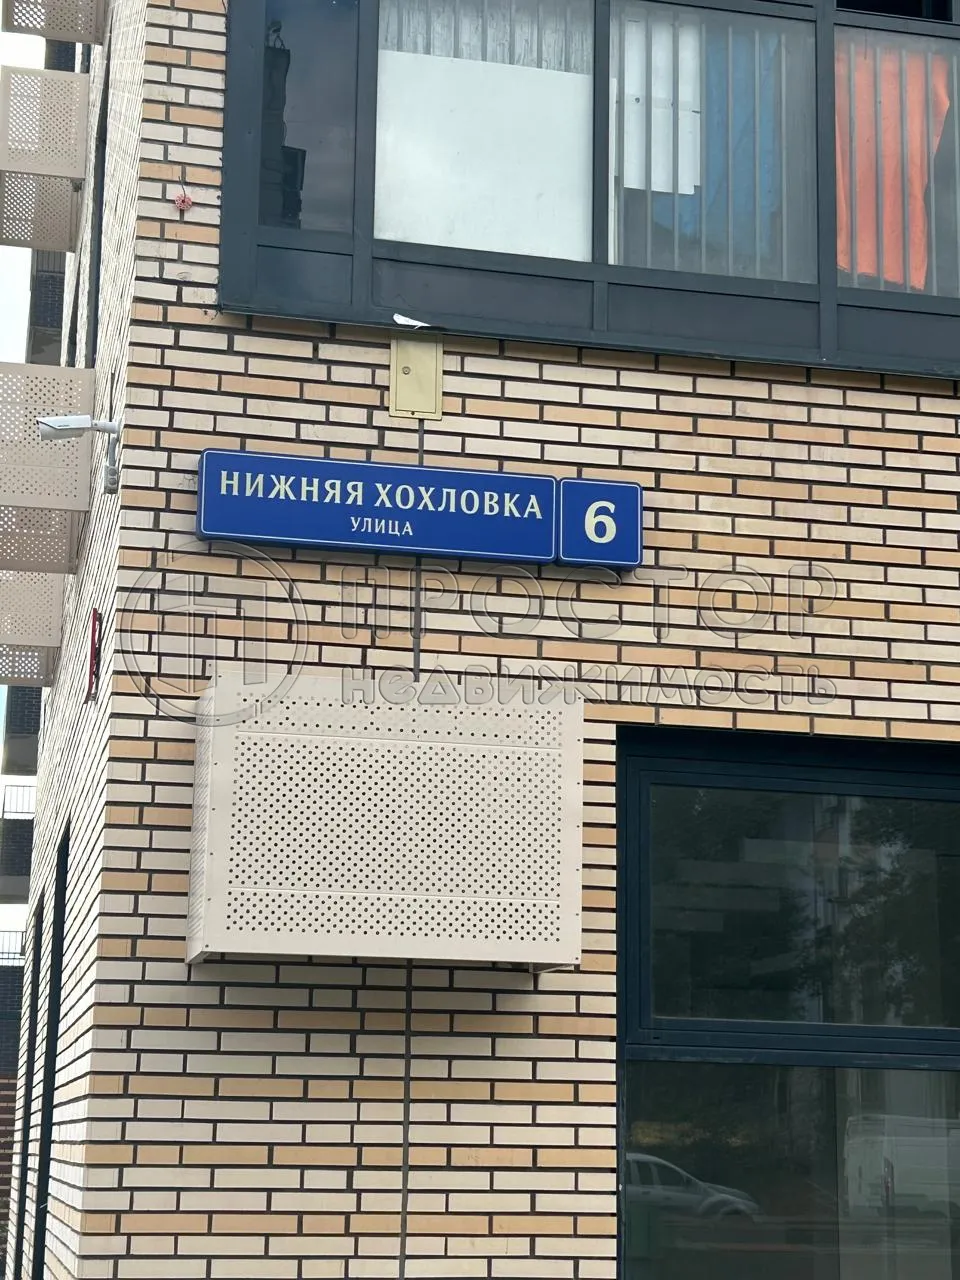 НИЖНЯЯ ХОХЛОВКА
УЛИЦА
6
ПРОСТОР
недвижимость